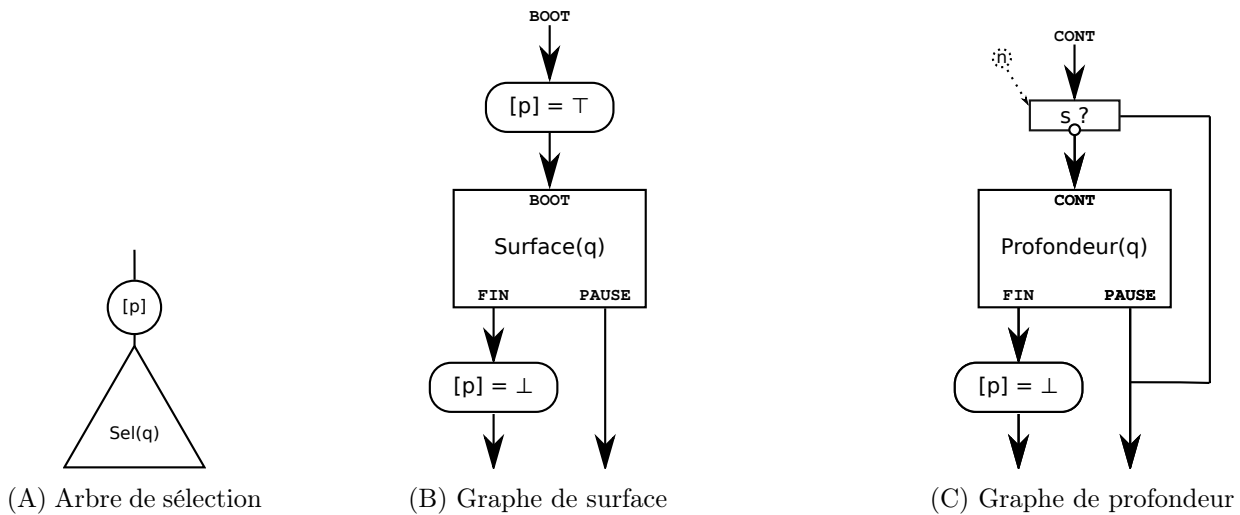 [p]
Sel(q)
(A) Arbre de sélection
BOOT
[p] = ⊤
BOOT
Surface(q)
FIN PAUSE
[p] = ⊥
(B) Graphe de surface
CONT
n
s ?
CONT
Profondeur(q)
FIN PAUSE
[p] = ⊥
(C) Graphe de profondeur